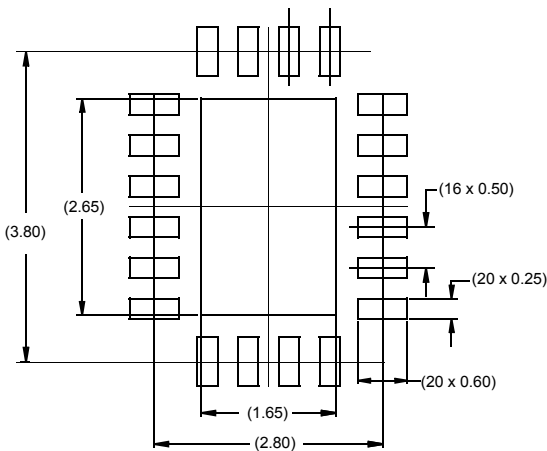 (16 x 0.50)
(2.65)
(3.80)
(20 x 0.25)
(20 x 0.60)
(1.65)
(2.80)